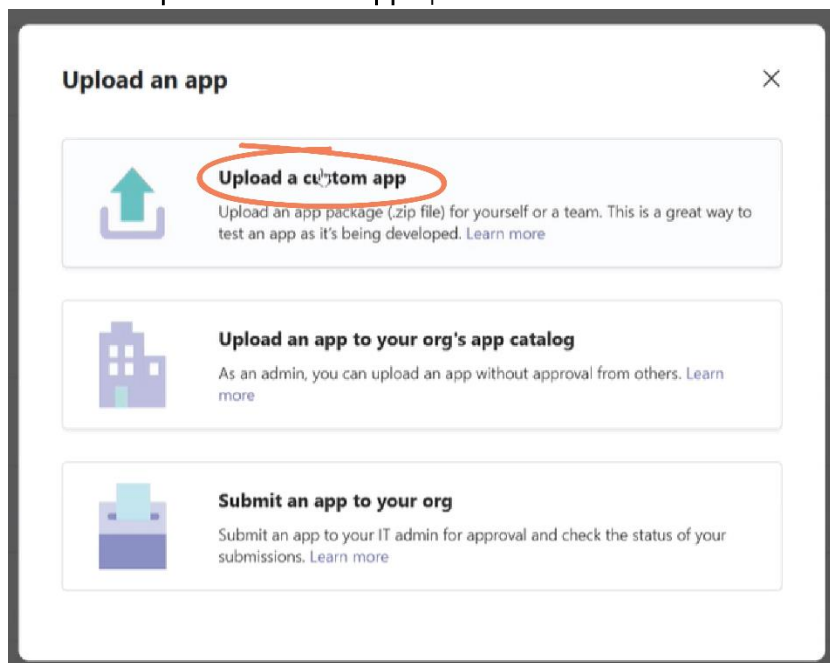 Upload an app
Upload a custom app
Upload an app package (.zip file) for yourself or a team. This is a great way to
test an app as it's being developed. Learn more
Upload an app to your org's app catalog
As an admin, you can upload an app without approval from others. Learn
more
Submit an app to your org
Submit an app to your IT admin for approval and check the status of your
submissions. Learn more